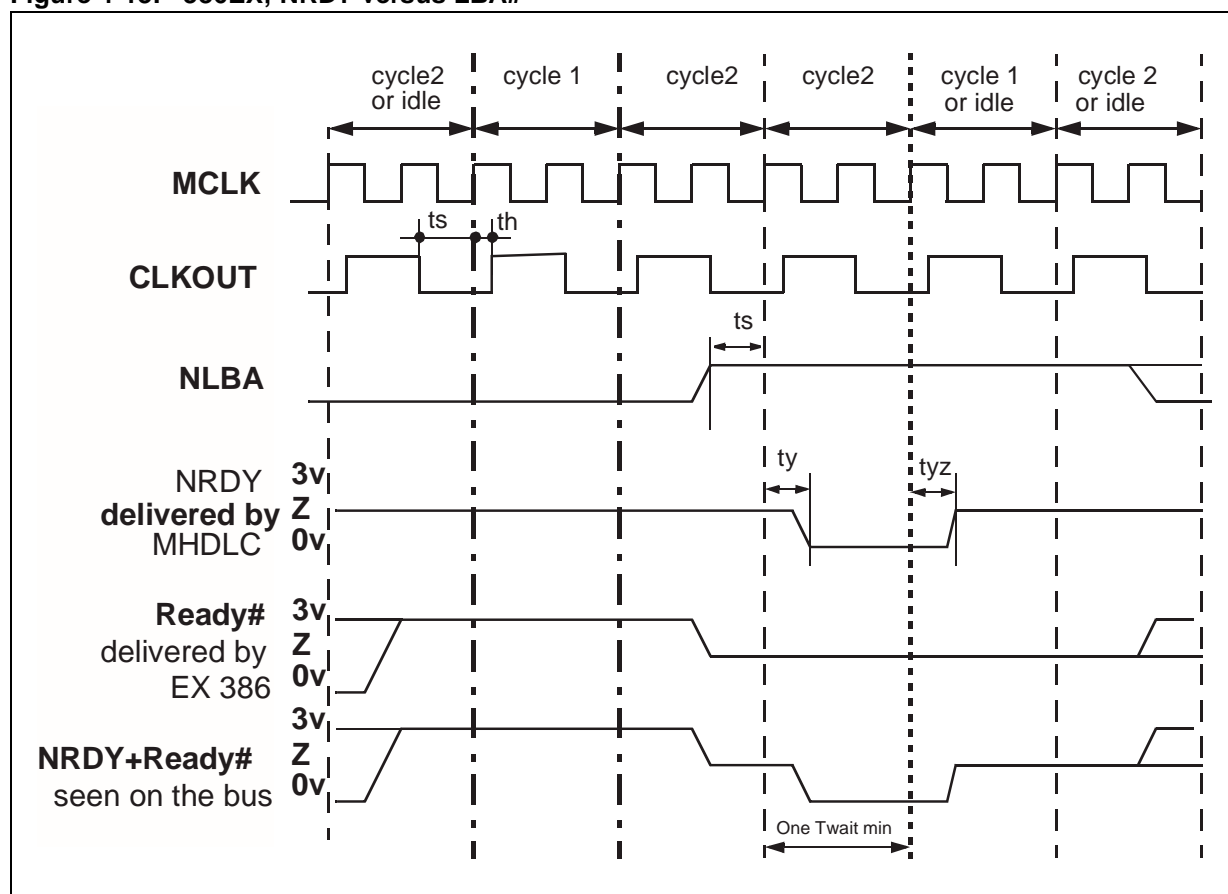 cycle2
or idle
cycle 1
cycle2
cycle2
cycle 1
or idle
cycle 2
or idle
MCLK
ts
th
CLKOUT
ts
NLBA
ty
tyz
NRDY
delivered by
MHDLC
3v
Z
0v
Ready#
delivered by
EX 386
3v
Z
0v
NRDY+Ready#
seen on the bus
3v
Z
0v
One Twait min